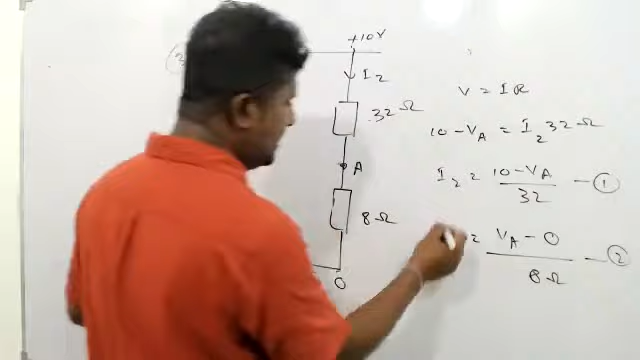 (3
+10V
I2
32Ω
A
8Ω
0
V = IR
10-VA = I2 32Ω
I2 = 10-VA / 32 — ①
= VA - 0 / 8Ω — ②